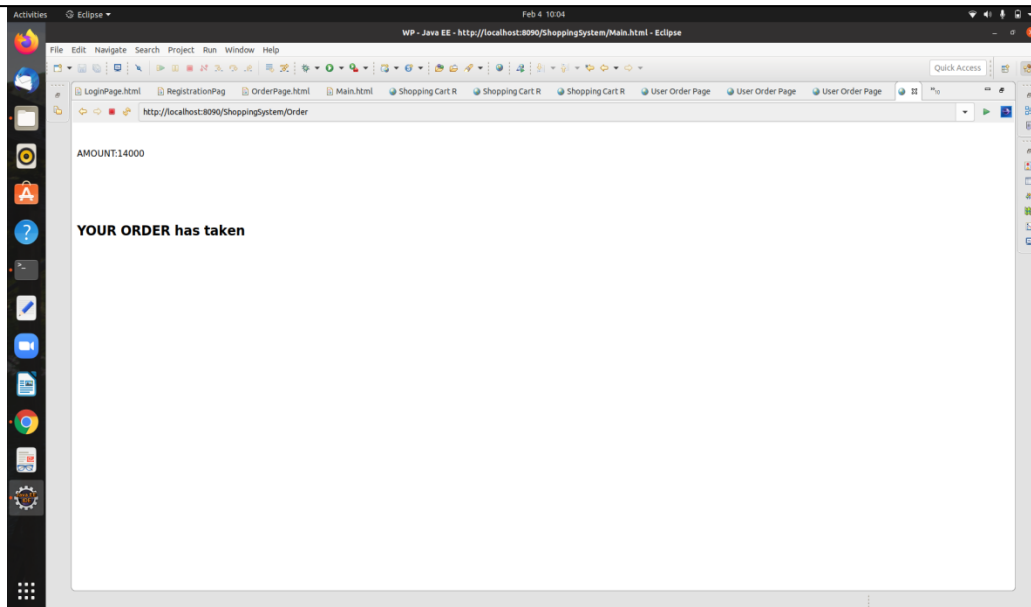 Activities Eclipse Feb 4 10:04
WP - Java EE - http://localhost:8090/ShoppingSystem/Main.html - Eclipse
File Edit Navigate Search Project Run Window Help
Quick Access
LoginPage.html RegistrationPag OrderPage.html Main.html Shopping Cart R Shopping Cart R Shopping Cart R User Order Page User Order Page User Order Page "10
http://localhost:8090/ShoppingSystem/Order
AMOUNT:14000
YOUR ORDER has taken